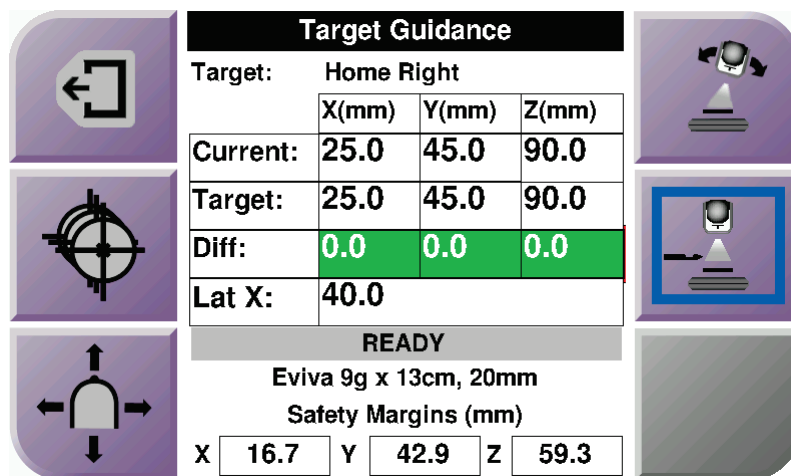 Target Guidance
Target: Home Right
X(mm) Y(mm) Z(mm)
Current: 25.0 45.0 90.0
Target: 25.0 45.0 90.0
Diff: 0.0 0.0 0.0
Lat X: 40.0
READY
Eviva 9g x 13cm, 20mm
Safety Margins (mm)
X 16.7 Y 42.9 Z 59.3